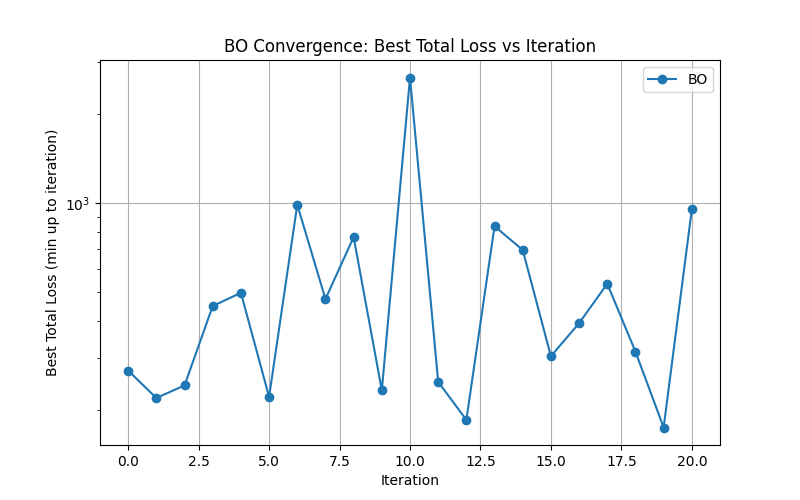 BO Convergence: Best Total Loss vs Iteration
BO
Best Total Loss (min up to iteration)
10³
0.0 2.5 5.0 7.5 10.0 12.5 15.0 17.5 20.0
Iteration